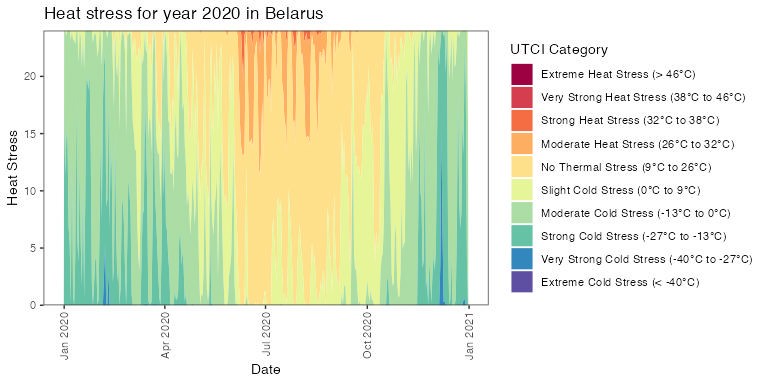 Heat stress for year 2020 in Belarus
UTCI Category
Extreme Heat Stress (> 46°C)
Very Strong Heat Stress (38°C to 46°C)
Strong Heat Stress (32°C to 38°C)
Moderate Heat Stress (26°C to 32°C)
No Thermal Stress (9°C to 26°C)
Slight Cold Stress (0°C to 9°C)
Moderate Cold Stress (-13°C to 0°C)
Strong Cold Stress (-27°C to -13°C)
Very Strong Cold Stress (-40°C to -27°C)
Extreme Cold Stress (< -40°C)
Heat Stress
20
15
10
5
0
Jan 2020
Apr 2020
Jul 2020
Oct 2020
Jan 2021
Date